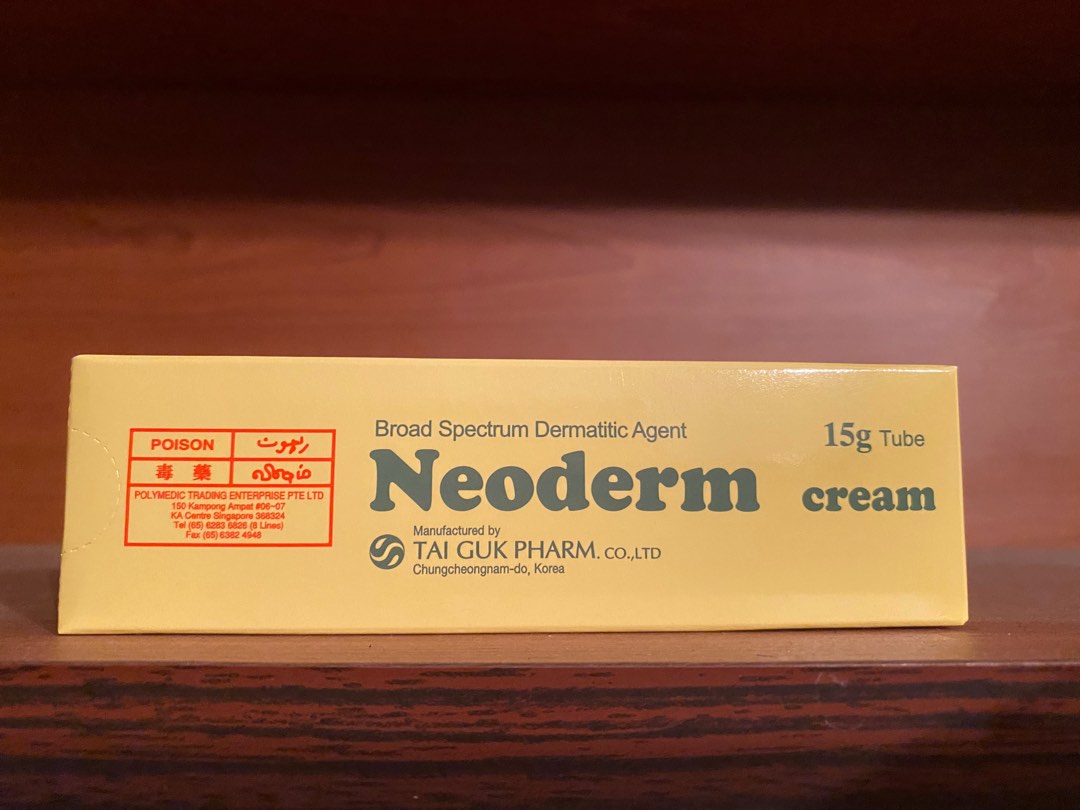 POISON
毒 藥
POLYMEDIC TRADING ENTERPRISE PTE LTD
150 Kampong Ampat #06-07
KA Centre Singapore 368324
Tel (65) 6283 6826 (8 Lines)
Fax (65) 6382 4948
Broad Spectrum Dermatitic Agent
Neoderm cream
15g Tube
Manufactured by
TAI GUK PHARM. CO.,LTD
Chungcheongnam-do, Korea